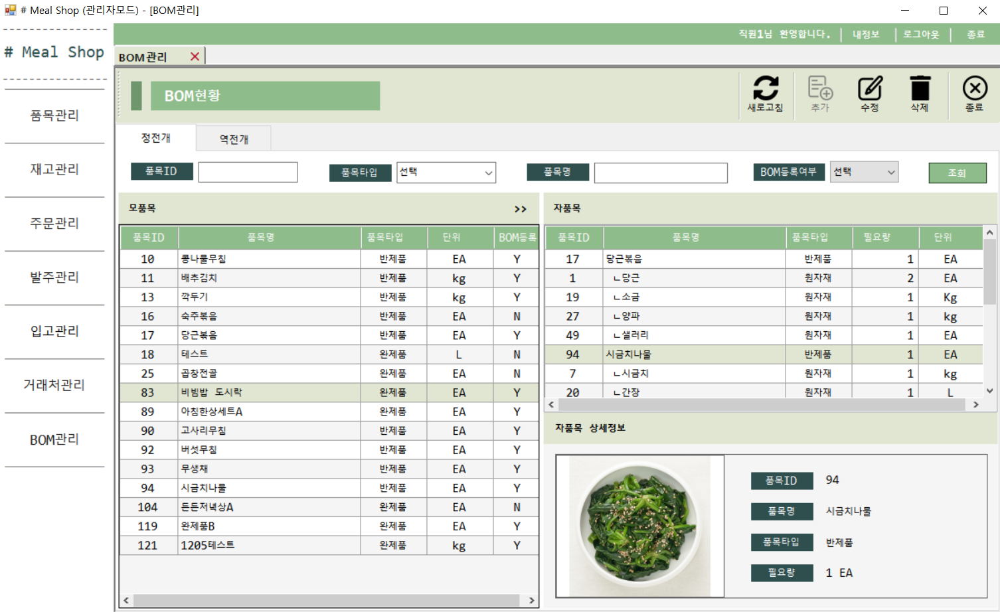 # Meal Shop (관리자모드) - [BOM관리]
# Meal Shop
품목관리
재고관리
주문관리
발주관리
입고관리
거래처관리
BOM관리
직원1님 환영합니다. 내정보 로그아웃 종료
BOM관리
BOM현황
새로고침 추가 수정 삭제 종료
정전개 역전개
품목ID 품목타입 선택 품목명 BOM등록여부 선택 조회
모품목 >>
품목ID 품목명 품목타입 단위 BOM등록
10 콩나물무침 반제품 EA Y
11 배추김치 반제품 kg Y
13 깍두기 반제품 kg Y
16 숙주볶음 반제품 EA N
17 당근볶음 반제품 EA Y
18 테스트 완제품 L N
25 곱창전골 완제품 EA N
83 비빔밥 도시락 완제품 EA Y
89 아침한상세트A 완제품 EA Y
90 고사리무침 반제품 EA Y
92 버섯무침 반제품 EA Y
93 무생채 반제품 EA Y
94 시금치나물 반제품 EA Y
104 든든저녁상A 완제품 EA N
119 완제품B 완제품 EA Y
121 1205테스트 완제품 kg Y
자품목
품목ID 품목명 품목타입 필요량 단위
17 당근볶음 반제품 1 EA
1 ㄴ당근 원자재 2 EA
19 ㄴ소금 원자재 1 Kg
27 ㄴ양파 원자재 1 kg
49 ㄴ샐러리 원자재 1 EA
94 시금치나물 반제품 1 EA
7 ㄴ시금치 원자재 1 kg
20 ㄴ간장 원자재 1 L
자품목 상세정보
품목ID 94
품목명 시금치나물
품목타입 반제품
필요량 1 EA